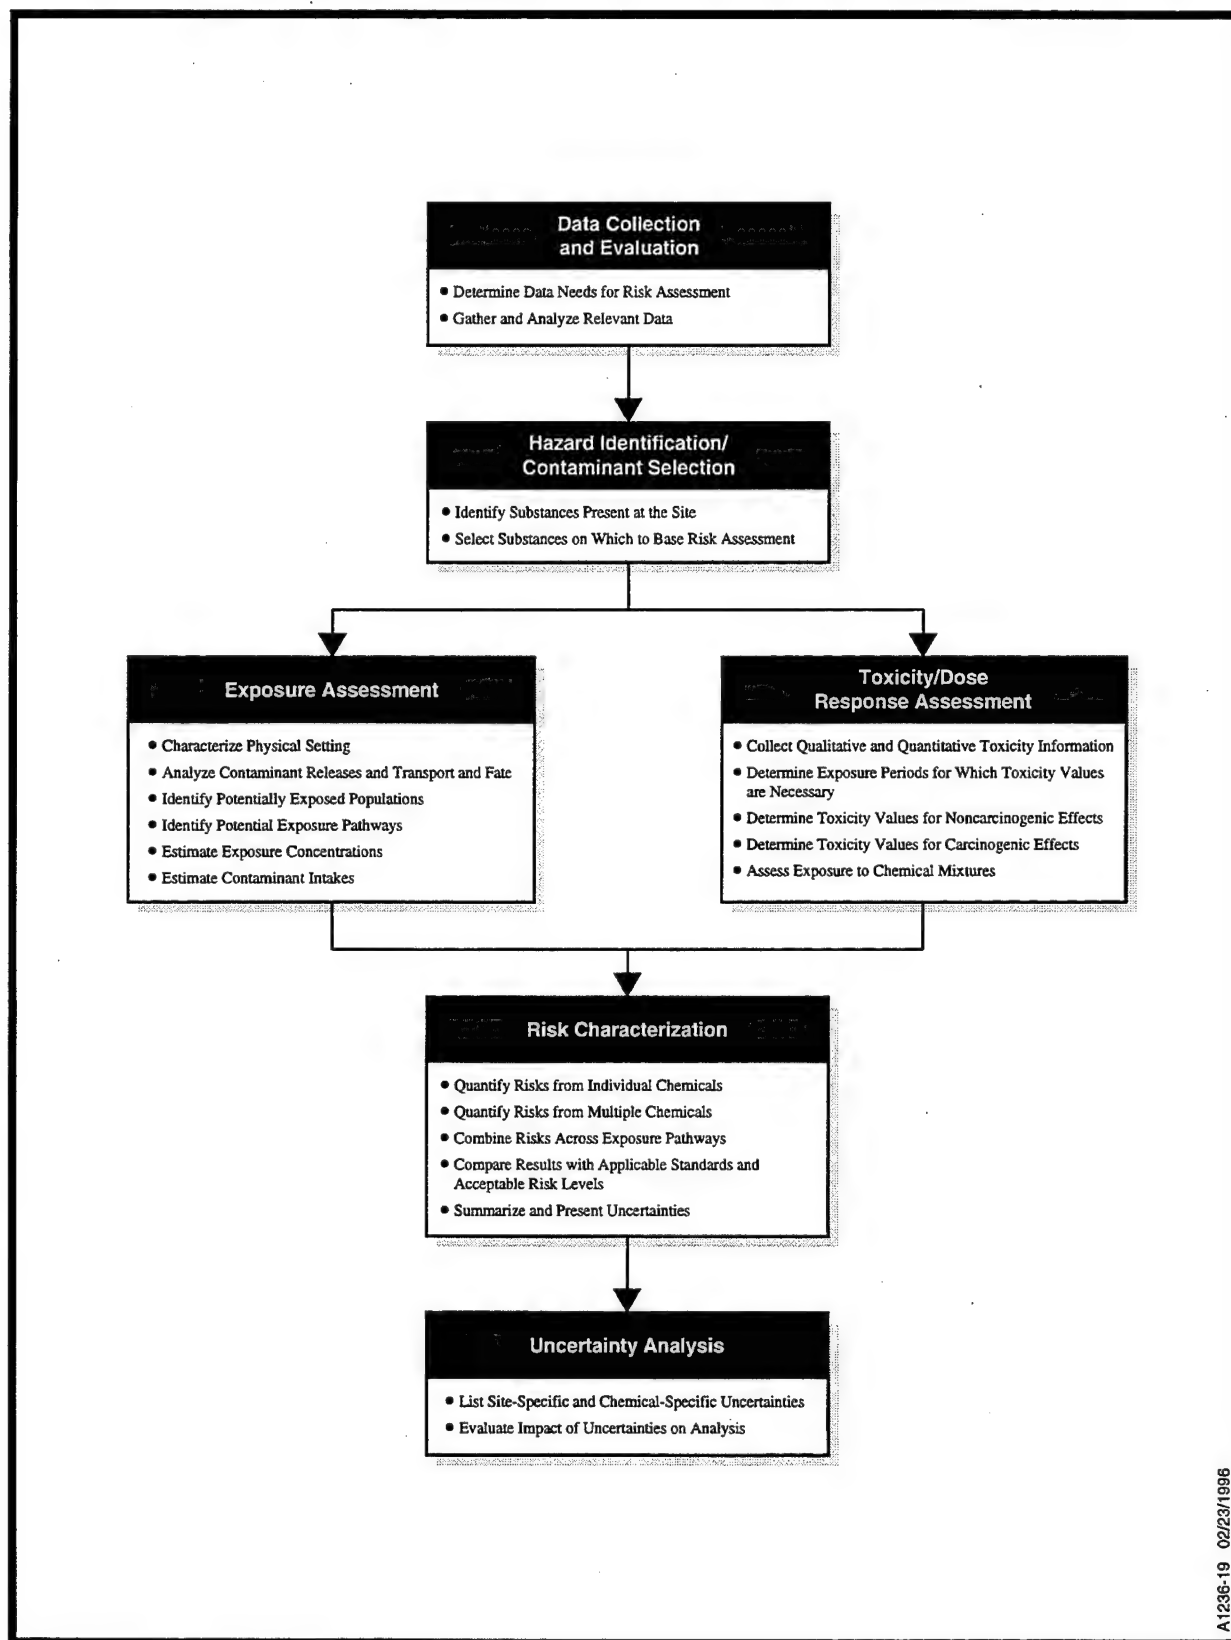 Data Collection
and Evaluation
• Determine Data Needs for Risk Assessment
• Gather and Analyze Relevant Data
Hazard Identification/
Contaminant Selection
• Identify Substances Present at the Site
• Select Substances on Which to Base Risk Assessment
Exposure Assessment
• Characterize Physical Setting
• Analyze Contaminant Releases and Transport and Fate
• Identify Potentially Exposed Populations
• Identify Potential Exposure Pathways
• Estimate Exposure Concentrations
• Estimate Contaminant Intakes
Toxicity/Dose
Response Assessment
• Collect Qualitative and Quantitative Toxicity Information
• Determine Exposure Periods for Which Toxicity Values
are Necessary
• Determine Toxicity Values for Noncarcinogenic Effects
• Determine Toxicity Values for Carcinogenic Effects
• Assess Exposure to Chemical Mixtures
Risk Characterization
• Quantify Risks from Individual Chemicals
• Quantify Risks from Multiple Chemicals
• Combine Risks Across Exposure Pathways
• Compare Results with Applicable Standards and
Acceptable Risk Levels
• Summarize and Present Uncertainties
Uncertainty Analysis
• List Site-Specific and Chemical-Specific Uncertainties
• Evaluate Impact of Uncertainties on Analysis
A1236-19 02/23/1996